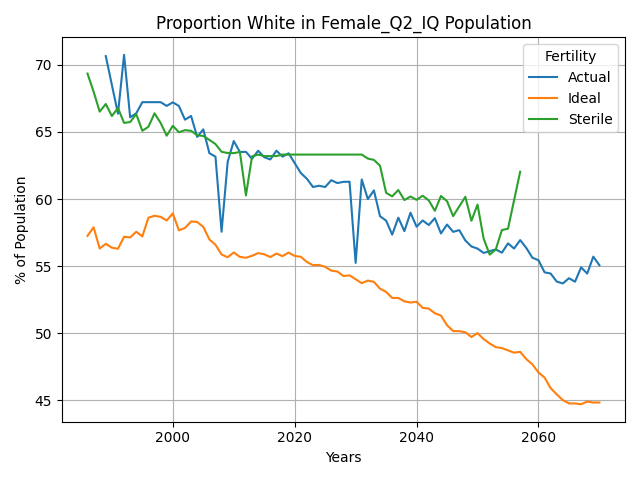 Proportion White in Female_Q2_IQ Population
Fertility
Actual
Ideal
Sterile
% of Population
70
65
60
55
50
45
2000
2020
2040
2060
Years